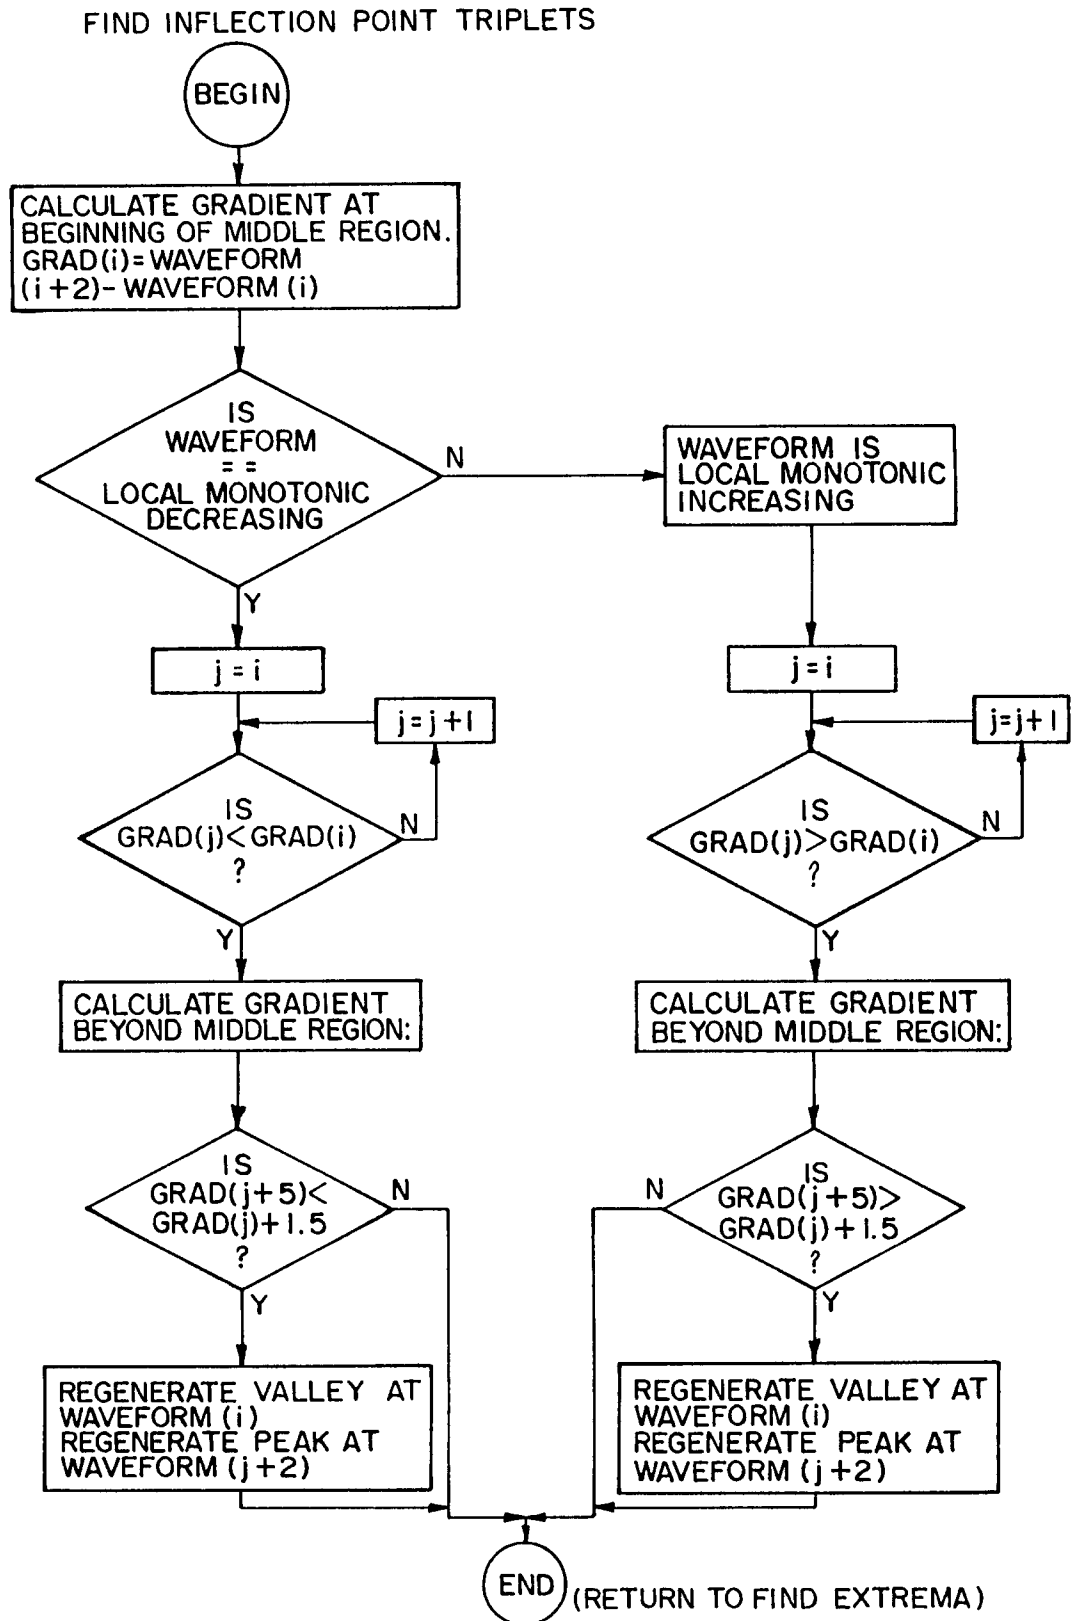 FIND INFLECTION POINT TRIPLETS
BEGIN
CALCULATE GRADIENT AT
BEGINNING OF MIDDLE REGION.
GRAD(i)=WAVEFORM
(i+2)-WAVEFORM(i)
IS
WAVEFORM
==
LOCAL MONOTONIC
DECREASING
N
WAVEFORM IS
LOCAL MONOTONIC
INCREASING
Y
j=i
j=j+1
IS
GRAD(j)<GRAD(i)
?
N
Y
CALCULATE GRADIENT
BEYOND MIDDLE REGION:
IS
GRAD(j+5)<
GRAD(j)+1.5
?
N
Y
REGENERATE VALLEY AT
WAVEFORM(i)
REGENERATE PEAK AT
WAVEFORM(j+2)
j=i
j=j+1
IS
GRAD(j)>GRAD(i)
?
N
Y
CALCULATE GRADIENT
BEYOND MIDDLE REGION:
IS
GRAD(j+5)>
GRAD(j)+1.5
?
N
Y
REGENERATE VALLEY AT
WAVEFORM(i)
REGENERATE PEAK AT
WAVEFORM(j+2)
END
(RETURN TO FIND EXTREMA)